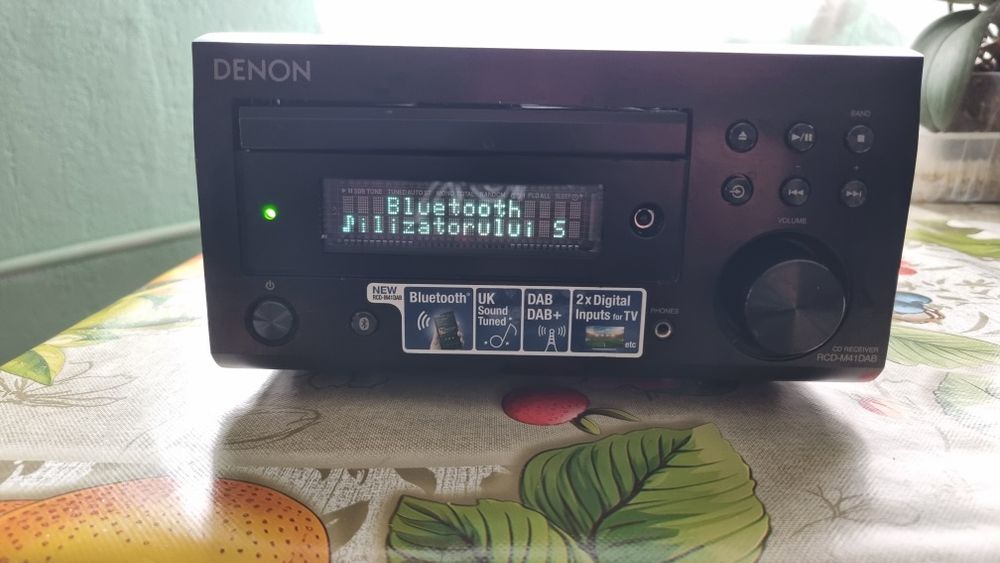 DENON
BAND
Bluetooth
♪ilizatorului S
VOLUME
NEW
RCD-M41DAB
Bluetooth®
UK
Sound
Tuned
DAB
DAB+
2 x Digital
Inputs for TV
etc
PHONES
CD RECEIVER
RCD-M41DAB